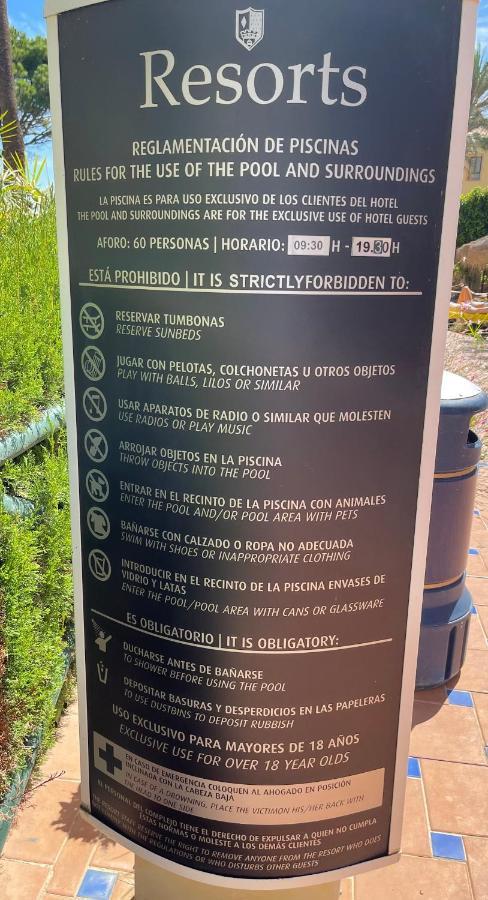 Resorts
REGLAMENTACIÓN DE PISCINAS
RULES FOR THE USE OF THE POOL AND SURROUNDINGS
LA PISCINA ES PARA USO EXCLUSIVO DE LOS CLIENTES DEL HOTEL
THE POOL AND SURROUNDINGS ARE FOR THE EXCLUSIVE USE OF HOTEL GUESTS
AFORO: 60 PERSONAS | HORARIO: 09:30 H - 19.30 H
ESTÁ PROHIBIDO | IT IS STRICTLYFORBIDDEN TO:
RESERVAR TUMBONAS
RESERVE SUNBEDS
JUGAR CON PELOTAS, COLCHONETAS U OTROS OBJETOS
PLAY WITH BALLS, LILOS OR SIMILAR
USAR APARATOS DE RADIO O SIMILAR QUE MOLESTEN
USE RADIOS OR PLAY MUSIC
ARROJAR OBJETOS EN LA PISCINA
THROW OBJECTS INTO THE POOL
ENTRAR EN EL RECINTO DE LA PISCINA CON ANIMALES
ENTER THE POOL AND/OR POOL AREA WITH PETS
BAÑARSE CON CALZADO O ROPA NO ADECUADA
SWIM WITH SHOES OR INAPPROPRIATE CLOTHING
INTRODUCIR EN EL RECINTO DE LA PISCINA ENVASES DE
VIDRIO Y LATAS
ENTER THE POOL/POOL AREA WITH CANS OR GLASSWARE
ES OBLIGATORIO | IT IS OBLIGATORY:
DUCHARSE ANTES DE BAÑARSE
TO SHOWER BEFORE USING THE POOL
DEPOSITAR BASURAS Y DESPERDICIOS EN LAS PAPELERAS
TO USE DUSTBINS TO DEPOSIT RUBBISH
USO EXCLUSIVO PARA MAYORES DE 18 AÑOS
EXCLUSIVE USE FOR OVER 18 YEAR OLDS
EN CASO DE EMERGENCIA COLOQUEN AL AHOGADO EN POSICIÓN
INCLINADA CON LA CABEZA BAJA
IN CASE OF A DROWNING, PLACE THE VICTIMON HIS/HER BACK WITH
THE HEAD TO ONE SIDE
EL PERSONAL DEL COMPLEJO TIENE EL DERECHO DE EXPULSAR A QUIEN NO CUMPLA
ESTAS NORMAS O MOLESTE A LOS DEMÁS CLIENTES
THE RESORT STAFF RESERVE THE RIGHT TO REMOVE ANYONE FROM THE RESORT WHO DOES
NOT COMPLY WITH THE REGULATIONS OR WHO DISTURBS OTHER GUESTS